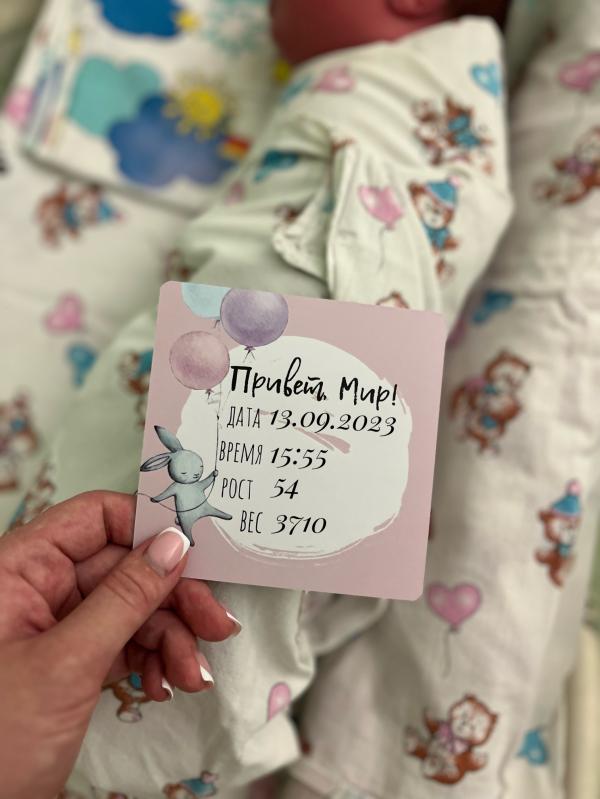 Привет, Мир!
ДАТА 13.09.2023
ВРЕМЯ 15:55
РОСТ 54
ВЕС 3710